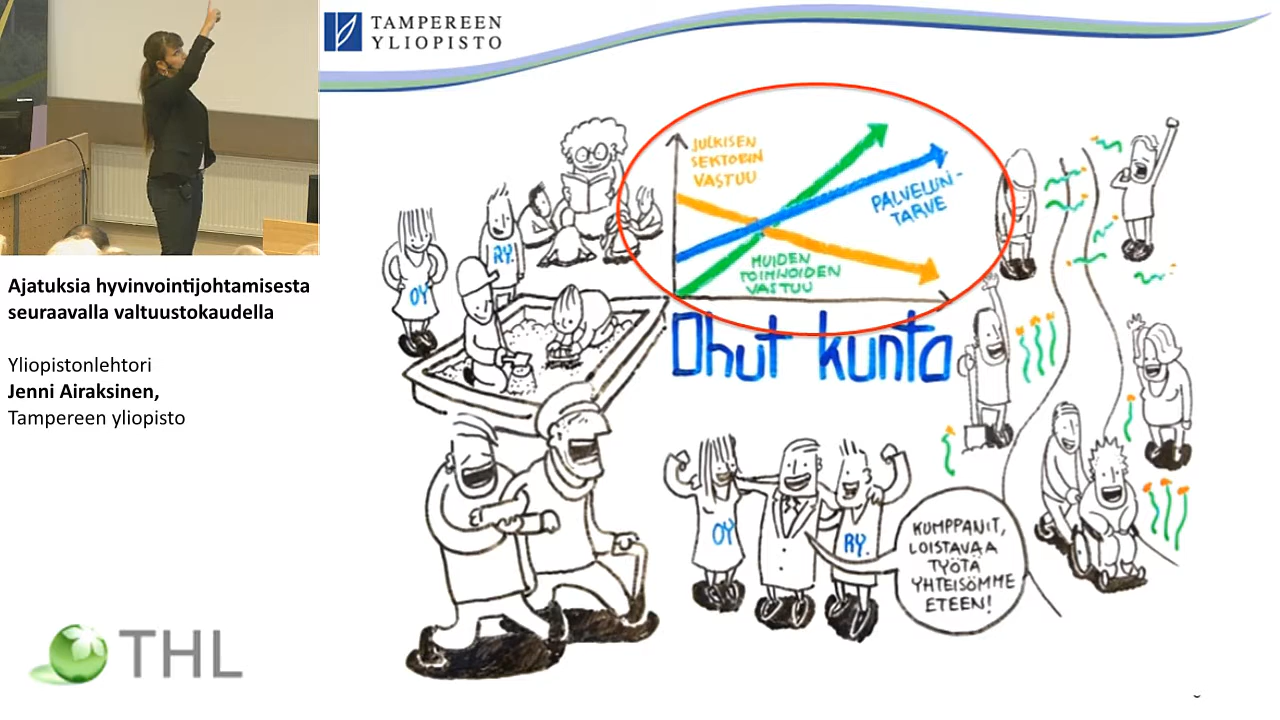 TAMPEREEN
YLIOPISTO
Ajatuksia hyvinvointijohtamisesta
seuraavalla valtuustokaudella
Yliopistonlehtori
Jenni Airaksinen,
Tampereen yliopisto
THL
JULKISEN
SEKTORIN
VASTUU
PALVELUN-
TARVE
MUIDEN
TOIMIJOIDEN
VASTUU
Ohut kunta
OY
RY.
OY
RY.
KUMPPANIT,
LOISTAVAA
TYÖTÄ
YHTEISÖMME
ETEEN!